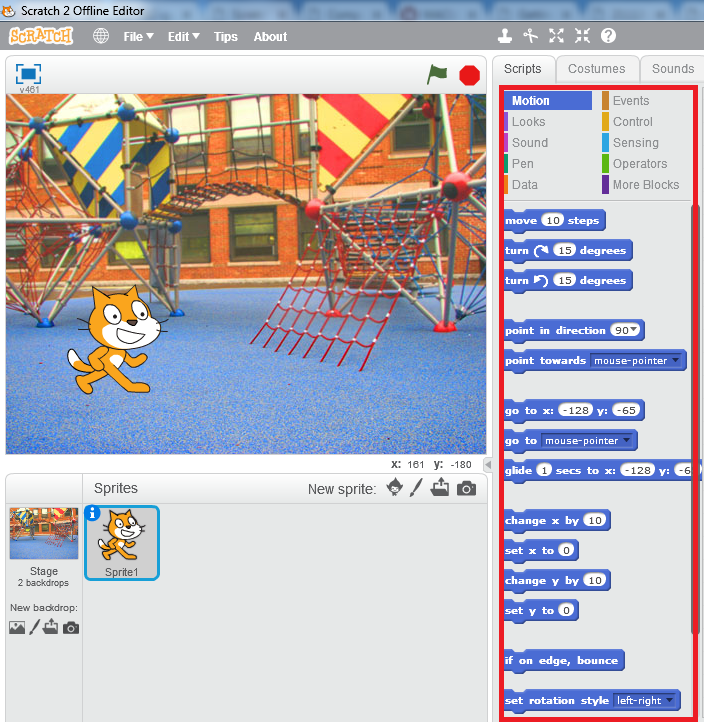 Scratch 2 Offline Editor
SCRATCH File Edit Tips About
v461
Scripts Costumes Sounds
Motion Events
Looks Control
Sound Sensing
Pen Operators
Data More Blocks
move 10 steps
turn 15 degrees
turn 15 degrees
point in direction 90
point towards mouse-pointer
go to x: -128 y: -65
go to mouse-pointer
glide 1 secs to x: -128 y: -6
change x by 10
set x to 0
change y by 10
set y to 0
if on edge, bounce
set rotation style left-right
x: 161 y: -180
Sprites New sprite:
Sprite1
Stage
2 backdrops
New backdrop: